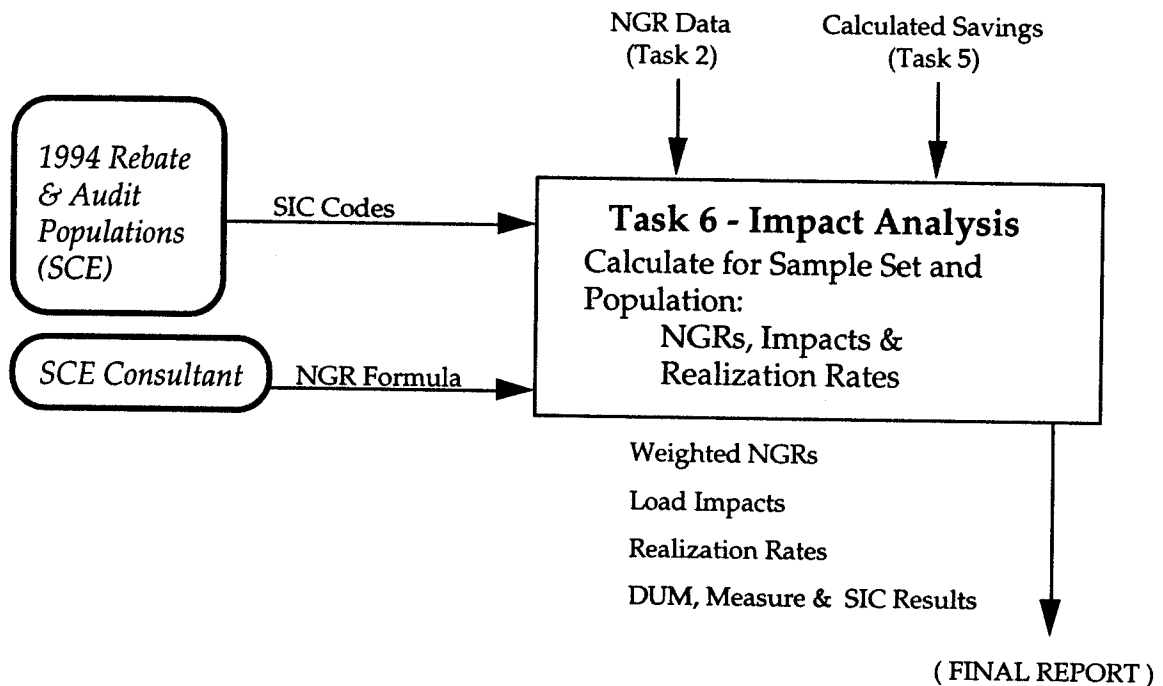 NGR Data
(Task 2)
Calculated Savings
(Task 5)
1994 Rebate
& Audit
Populations
(SCE)
SIC Codes
SCE Consultant
NGR Formula
Task 6 - Impact Analysis
Calculate for Sample Set and
Population:
NGRs, Impacts &
Realization Rates
Weighted NGRs
Load Impacts
Realization Rates
DUM, Measure & SIC Results
( FINAL REPORT )